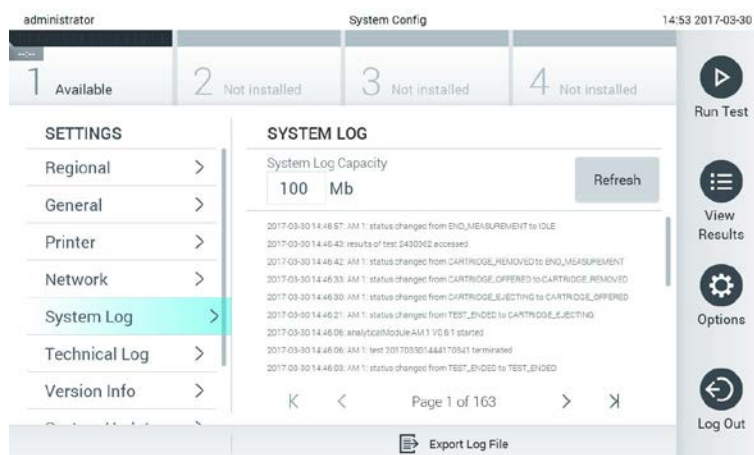 administrator System Config 14:53 2017-03-30
--:--
1 Available 2 Not installed 3 Not installed 4 Not installed
Run Test
SETTINGS
Regional
General
Printer
Network
System Log
Technical Log
Version Info
SYSTEM LOG
System Log Capacity
100 Mb
Refresh
2017-03-30 14:46:57: AM 1: status changed from END_MEASUREMENT to IDLE
2017-03-30 14:46:43: results of test 2430362 accessed
2017-03-30 14:46:42: AM 1: status changed from CARTRIDGE_REMOVED to END_MEASUREMENT
2017-03-30 14:46:33: AM 1: status changed from CARTRIDGE_OFFERED to CARTRIDGE_REMOVED
2017-03-30 14:46:30: AM 1: status changed from CARTRIDGE_EJECTING to CARTRIDGE_OFFERED
2017-03-30 14:46:21: AM 1: status changed from TEST_ENDED to CARTRIDGE_EJECTING
2017-03-30 14:46:06: analyticalModule AM 1 V0.6.1 started
2017-03-30 14:46:06: AM 1: test 201703301444170341 terminated
2017-03-30 14:46:03: AM 1: status changed from TEST_ENDED to TEST_ENDED
Page 1 of 163
Export Log File
View
Results
Options
Log Out